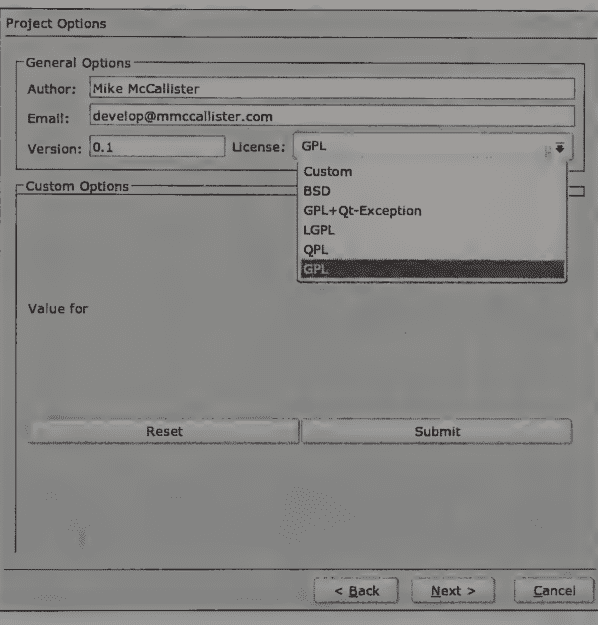 Project Options
General Options
Author: Mike McCallister
Email: develop@mmccallister.com
Version: 0.1 License: GPL
Custom
BSD
GPL+Qt-Exception
LGPL
QPL
GPL
Custom Options
Value for
Reset Submit
< Back Next > Cancel